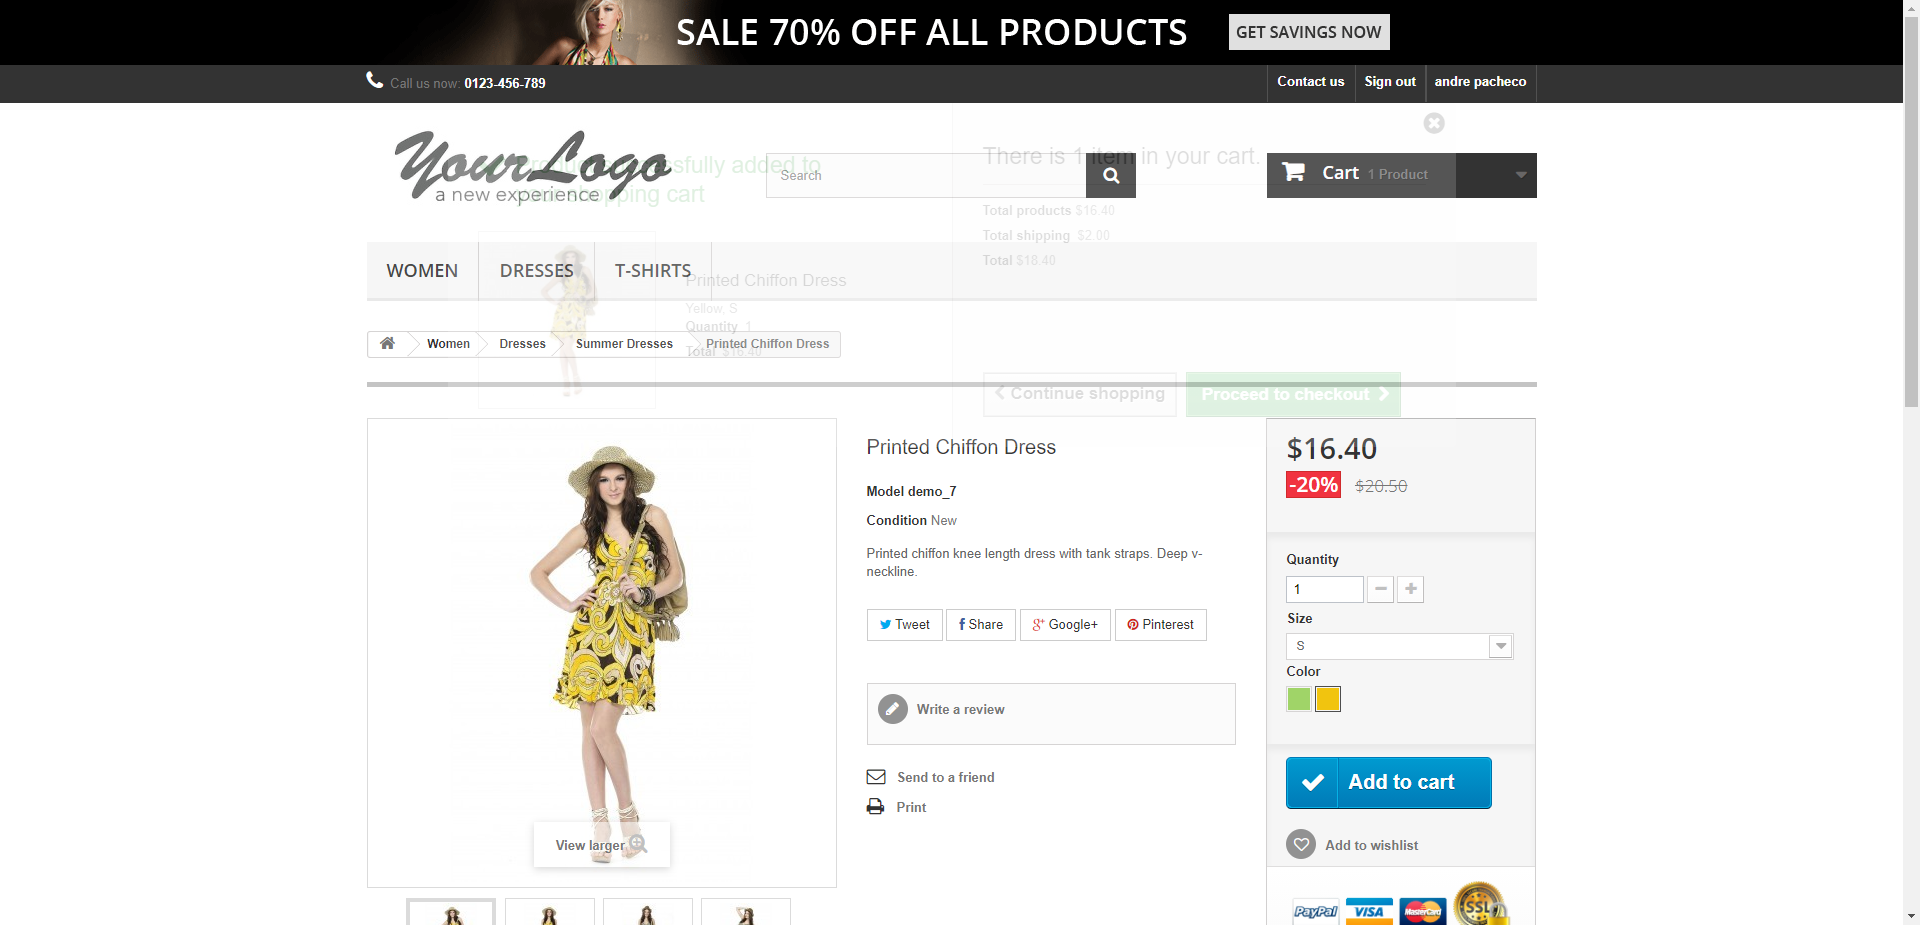 SALE 70% OFF ALL PRODUCTS
GET SAVINGS NOW
Call us now: 0123-456-789
Contact us
Sign out
andre pacheco
Your Logo
a new experience
Search
Cart 1 Product
There is 1 item in your cart.
Product successfully added to
your shopping cart
Total products $16.40
Total shipping $2.00
Total $18.40
WOMEN
DRESSES
T-SHIRTS
Printed Chiffon Dress
Yellow, S
Quantity 1
Total $16.40
Women
Dresses
Summer Dresses
Printed Chiffon Dress
Continue shopping
Proceed to checkout
Printed Chiffon Dress
Model demo_7
Condition New
Printed chiffon knee length dress with tank straps. Deep v-
neckline.
Tweet
Share
Google+
Pinterest
Write a review
Send to a friend
Print
View larger
$16.40
-20% $20.50
Quantity
1
Size
S
Color
Add to cart
Add to wishlist
PayPal
VISA
MasterCard
SSL